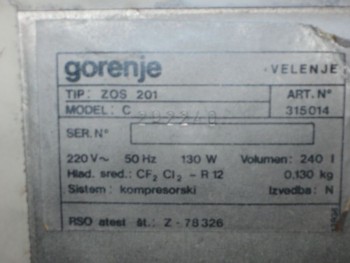 gorenje ·VELENJE·
TIP: ZOS 201 ART. N°
MODEL: C 315014
SER. N°
220 V~ 50 Hz 130 W Volumen: 240 l
Hlad. sred.: CF₂ Cl₂ - R 12 0,130 kg
Sistem: kompresorski Izvedba: N
RSO atest št.: Z - 78326